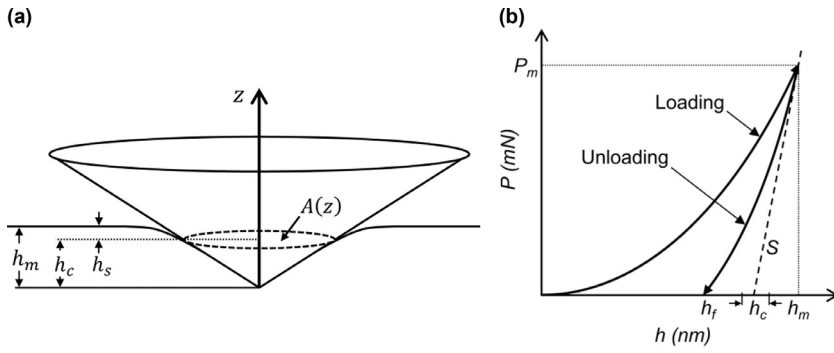 (a)
z
A(z)
h_m
h_c
h_s
(b)
P_m
Loading
Unloading
P (mN)
S
h_f
h_c
h_m
h (nm)